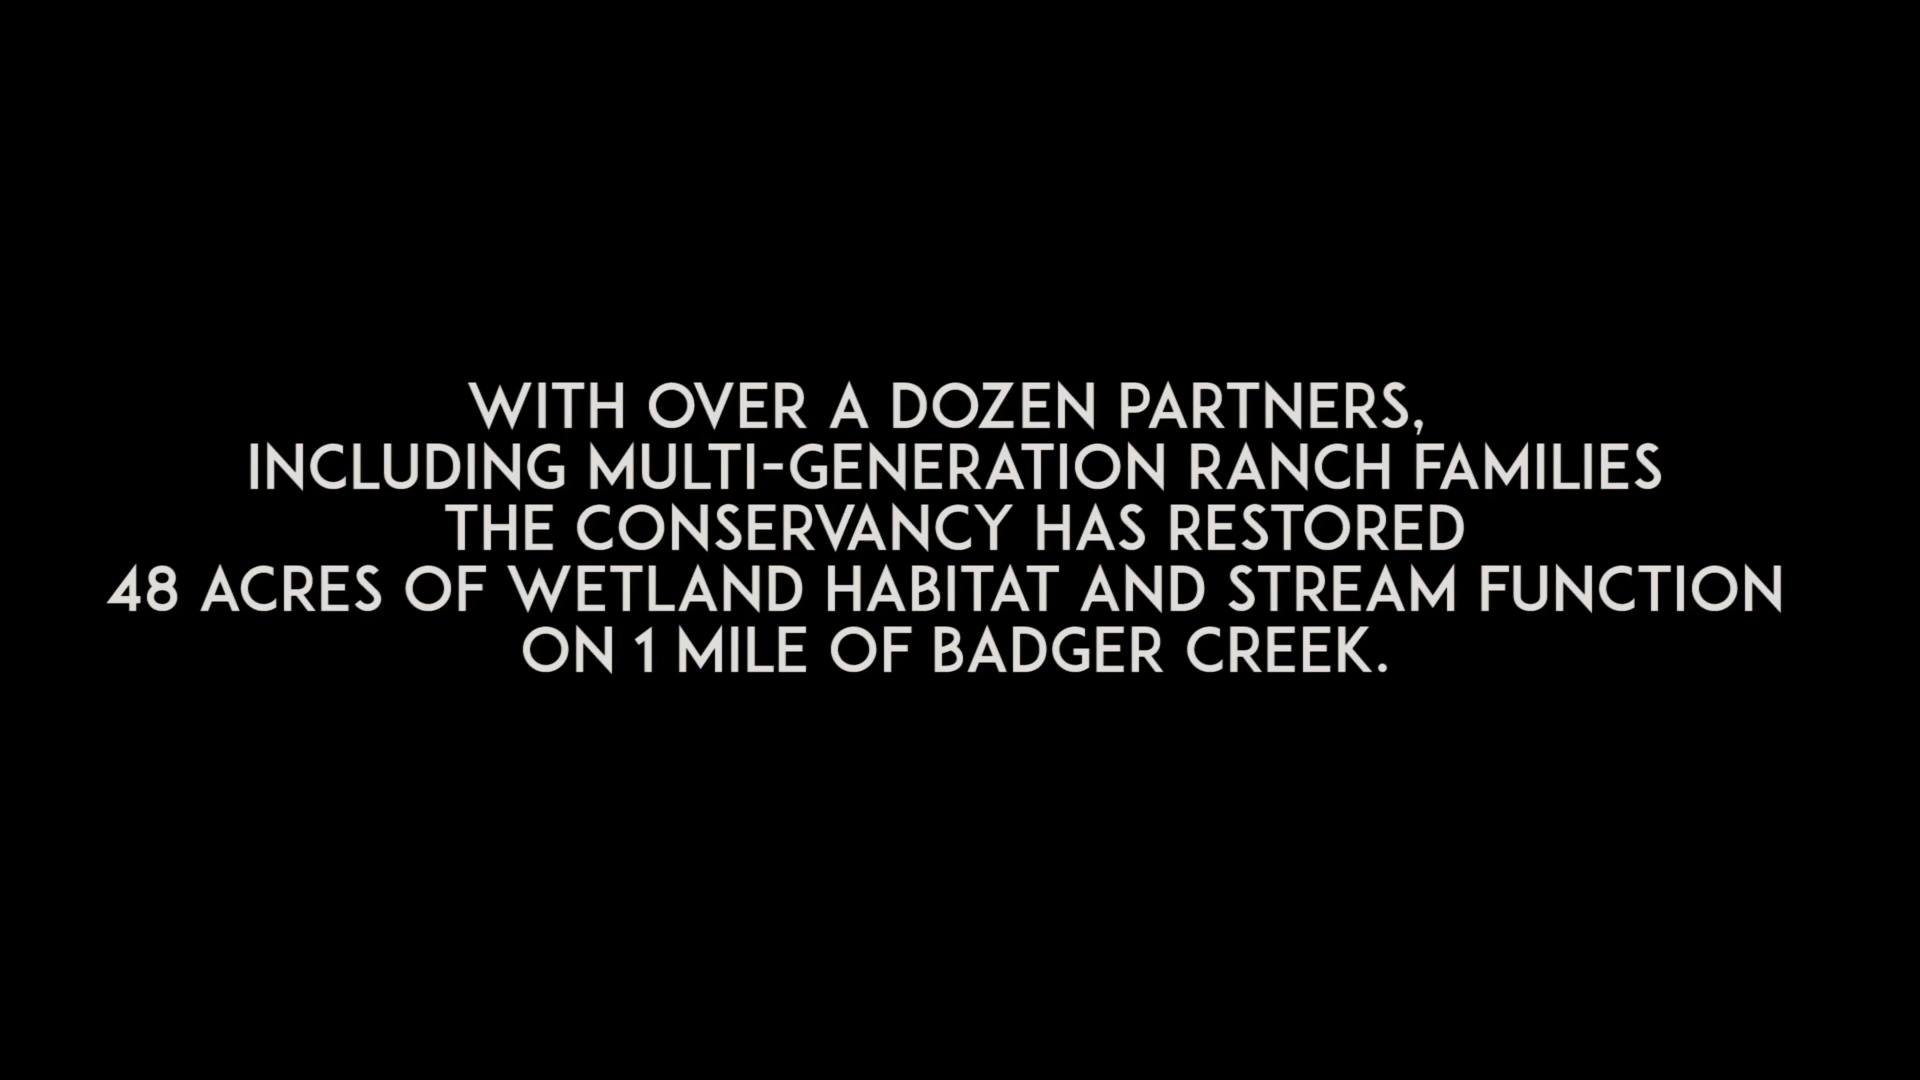 WITH OVER A DOZEN PARTNERS,
INCLUDING MULTI-GENERATION RANCH FAMILIES
THE CONSERVANCY HAS RESTORED
48 ACRES OF WETLAND HABITAT AND STREAM FUNCTION
ON 1 MILE OF BADGER CREEK.